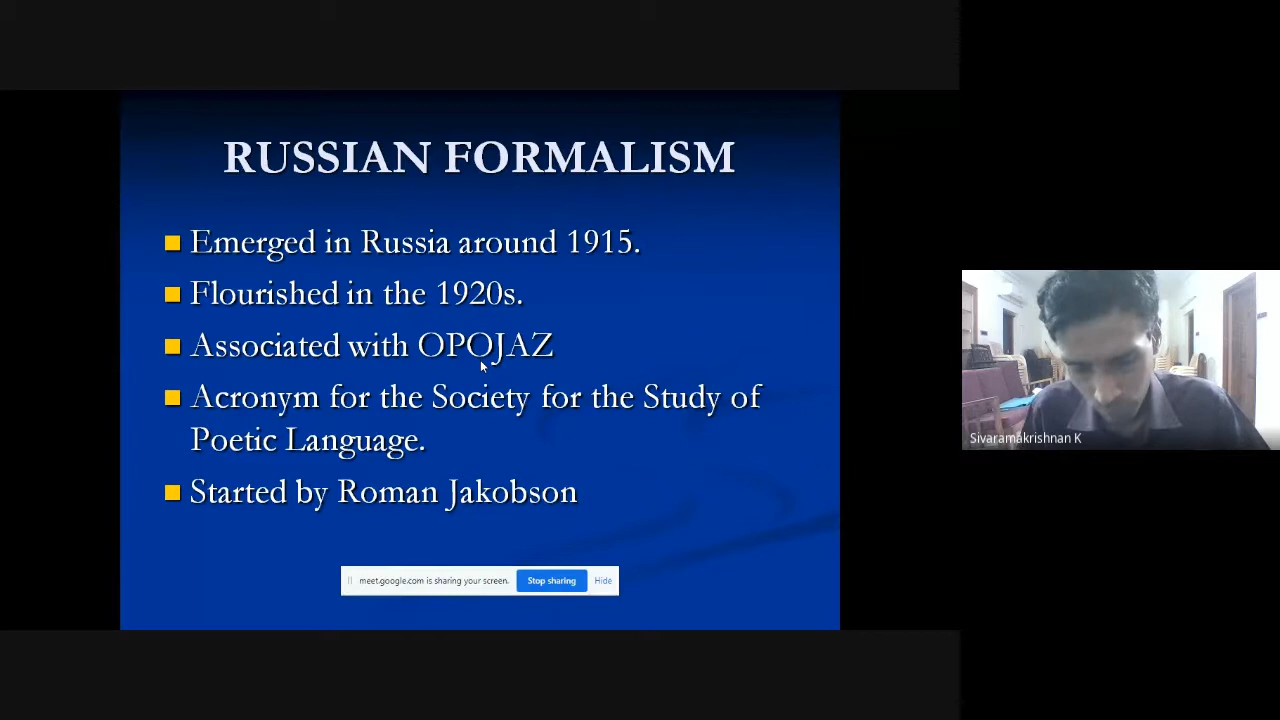 RUSSIAN FORMALISM
Emerged in Russia around 1915.
Flourished in the 1920s.
Associated with OPOJAZ
Acronym for the Society for the Study of
Poetic Language.
Started by Roman Jakobson
meet.google.com is sharing your screen. Stop sharing Hide
Sivaramakrishnan K